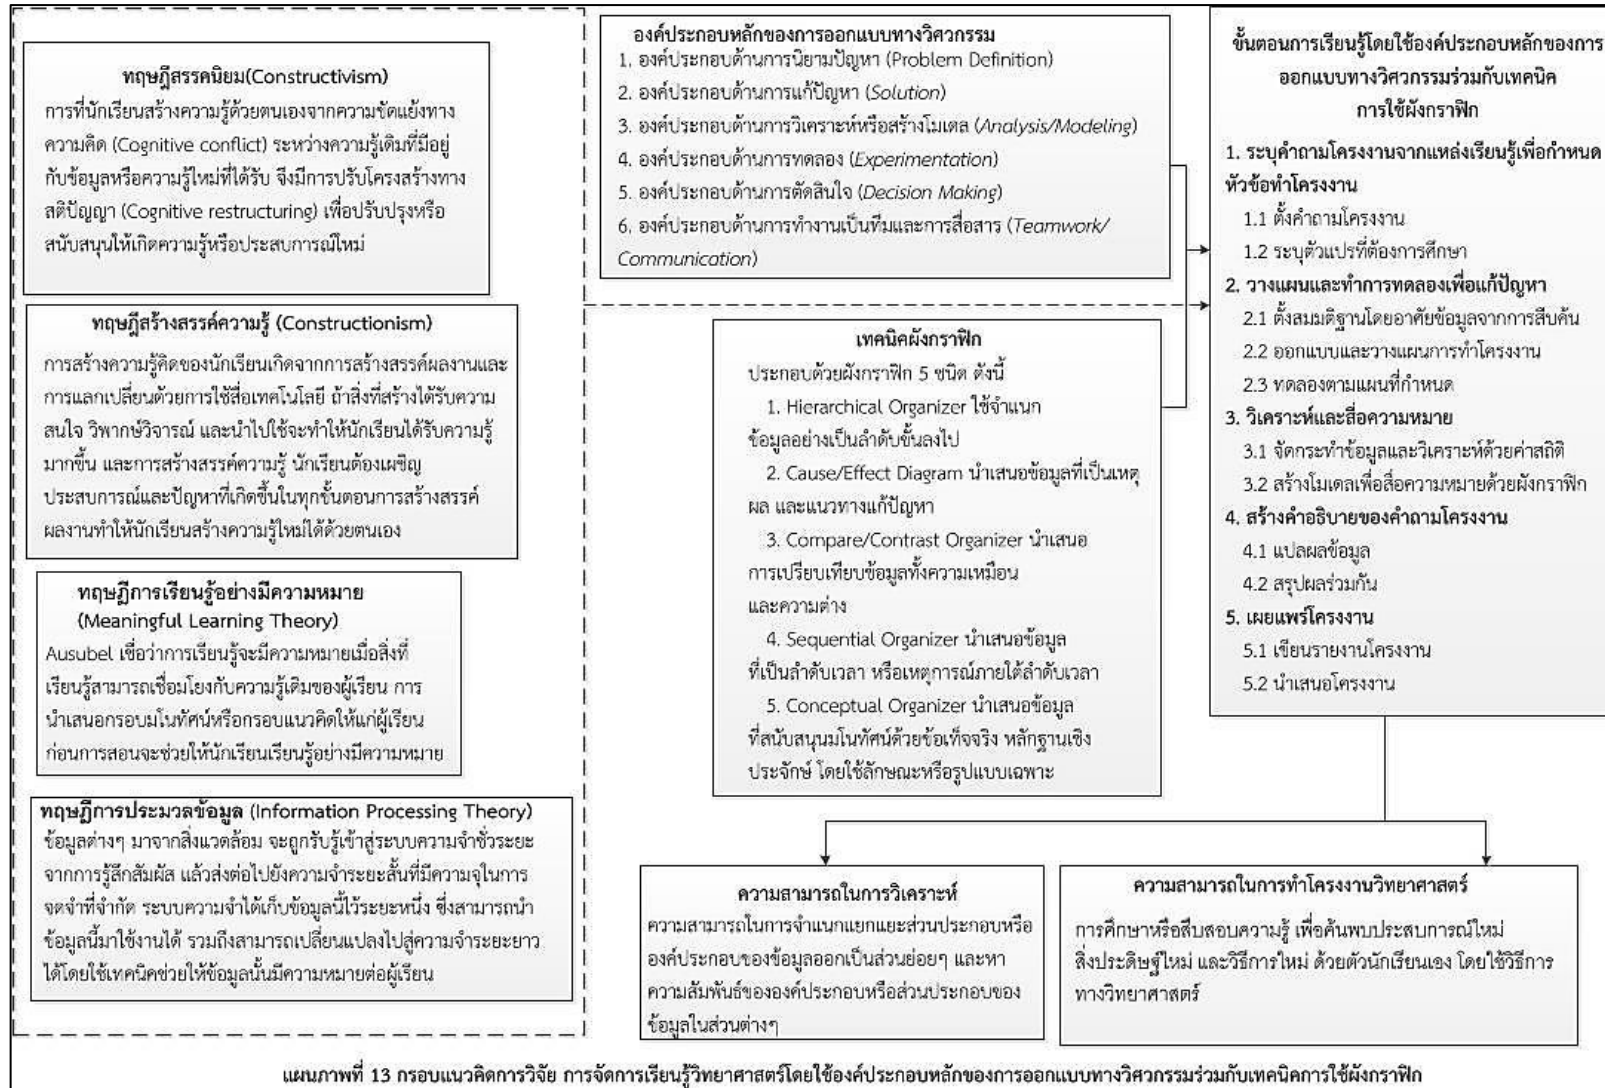 ทฤษฎีสรรคนิยม(Constructivism)
การที่นักเรียนสร้างความรู้ด้วยตนเองจากความขัดแย้งทาง
ความคิด (Cognitive conflict) ระหว่างความรู้เดิมที่มีอยู่
กับข้อมูลหรือความรู้ใหม่ที่ได้รับ จึงมีการปรับโครงสร้างทาง
สติปัญญา (Cognitive restructuring) เพื่อปรับปรุงหรือ
สนับสนุนให้เกิดความรู้หรือประสบการณ์ใหม่
ทฤษฎีสร้างสรรค์ความรู้ (Constructionism)
การสร้างความรู้คิดของนักเรียนเกิดจากการสร้างสรรค์ผลงานและ
การแลกเปลี่ยนด้วยการใช้สื่อเทคโนโลยี ถ้าสิ่งที่สร้างได้รับความ
สนใจ วิพากษ์วิจารณ์ และนำไปใช้จะทำให้นักเรียนได้รับความรู้
มากขึ้น และการสร้างสรรค์ความรู้ นักเรียนต้องเผชิญ
ประสบการณ์และปัญหาที่เกิดขึ้นในทุกขั้นตอนการสร้างสรรค์
ผลงานทำให้นักเรียนสร้างความรู้ใหม่ได้ด้วยตนเอง
ทฤษฎีการเรียนรู้อย่างมีความหมาย
(Meaningful Learning Theory)
Ausubel เชื่อว่าการเรียนรู้จะมีความหมายเมื่อสิ่งที่
เรียนรู้สามารถเชื่อมโยงกับความรู้เดิมของผู้เรียน การ
นำเสนอกรอบมโนทัศน์หรือกรอบแนวคิดให้แก่ผู้เรียน
ก่อนการสอนจะช่วยให้นักเรียนเรียนรู้อย่างมีความหมาย
ทฤษฎีการประมวลข้อมูล (Information Processing Theory)
ข้อมูลต่างๆ มาจากสิ่งแวดล้อม จะถูกรับรู้เข้าสู่ระบบความจำชั่วระยะ
จากการรู้สึกสัมผัส แล้วส่งต่อไปยังความจำระยะสั้นที่มีความจุในการ
จดจำที่จำกัด ระบบความจำได้เก็บข้อมูลนี้ไว้ระยะหนึ่ง ซึ่งสามารถนำ
ข้อมูลนี้มาใช้งานได้ รวมถึงสามารถเปลี่ยนแปลงไปสู่ความจำระยะยาว
ได้โดยใช้เทคนิคช่วยให้ข้อมูลนั้นมีความหมายต่อผู้เรียน
องค์ประกอบหลักของการออกแบบทางวิศวกรรม
1. องค์ประกอบด้านการนิยามปัญหา (Problem Definition)
2. องค์ประกอบด้านการแก้ปัญหา (Solution)
3. องค์ประกอบด้านการวิเคราะห์หรือสร้างโมเดล (Analysis/Modeling)
4. องค์ประกอบด้านการทดลอง (Experimentation)
5. องค์ประกอบด้านการตัดสินใจ (Decision Making)
6. องค์ประกอบด้านการทำงานเป็นทีมและการสื่อสาร (Teamwork/
Communication)
เทคนิคผังกราฟิก
ประกอบด้วยผังกราฟิก 5 ชนิด ดังนี้
1. Hierarchical Organizer ใช้จำแนก
ข้อมูลอย่างเป็นลำดับขั้นลงไป
2. Cause/Effect Diagram นำเสนอข้อมูลที่เป็นเหตุ
ผล และแนวทางแก้ปัญหา
3. Compare/Contrast Organizer นำเสนอ
การเปรียบเทียบข้อมูลทั้งความเหมือน
และความต่าง
4. Sequential Organizer นำเสนอข้อมูล
ที่เป็นลำดับเวลา หรือเหตุการณ์ภายใต้ลำดับเวลา
5. Conceptual Organizer นำเสนอข้อมูล
ที่สนับสนุนมโนทัศน์ด้วยข้อเท็จจริง หลักฐานเชิง
ประจักษ์ โดยใช้ลักษณะหรือรูปแบบเฉพาะ
ขั้นตอนการเรียนรู้โดยใช้องค์ประกอบหลักของการ
ออกแบบทางวิศวกรรมร่วมกับเทคนิค
การใช้ผังกราฟิก
1. ระบุคำถามโครงงานจากแหล่งเรียนรู้เพื่อกำหนด
หัวข้อทำโครงงาน
1.1 ตั้งคำถามโครงงาน
1.2 ระบุตัวแปรที่ต้องการศึกษา
2. วางแผนและทำการทดลองเพื่อแก้ปัญหา
2.1 ตั้งสมมติฐานโดยอาศัยข้อมูลจากการสืบค้น
2.2 ออกแบบและวางแผนการทำโครงงาน
2.3 ทดลองตามแผนที่กำหนด
3. วิเคราะห์และสื่อความหมาย
3.1 จัดกระทำข้อมูลและวิเคราะห์ด้วยค่าสถิติ
3.2 สร้างโมเดลเพื่อสื่อความหมายด้วยผังกราฟิก
4. สร้างคำอธิบายของคำถามโครงงาน
4.1 แปลผลข้อมูล
4.2 สรุปผลร่วมกัน
5. เผยแพร่โครงงาน
5.1 เขียนรายงานโครงงาน
5.2 นำเสนอโครงงาน
ความสามารถในการวิเคราะห์
ความสามารถในการจำแนกแยกแยะส่วนประกอบหรือ
องค์ประกอบของข้อมูลออกเป็นส่วนย่อยๆ และหา
ความสัมพันธ์ขององค์ประกอบหรือส่วนประกอบของ
ข้อมูลในส่วนต่างๆ
ความสามารถในการทำโครงงานวิทยาศาสตร์
การศึกษาหรือสืบสอบความรู้ เพื่อค้นพบประสบการณ์ใหม่
สิ่งประดิษฐ์ใหม่ และวิธีการใหม่ ด้วยตัวนักเรียนเอง โดยใช้วิธีการ
ทางวิทยาศาสตร์
แผนภาพที่ 13 กรอบแนวคิดการวิจัย การจัดการเรียนรู้วิทยาศาสตร์โดยใช้องค์ประกอบหลักของการออกแบบทางวิศวกรรมร่วมกับเทคนิคการใช้ผังกราฟิก